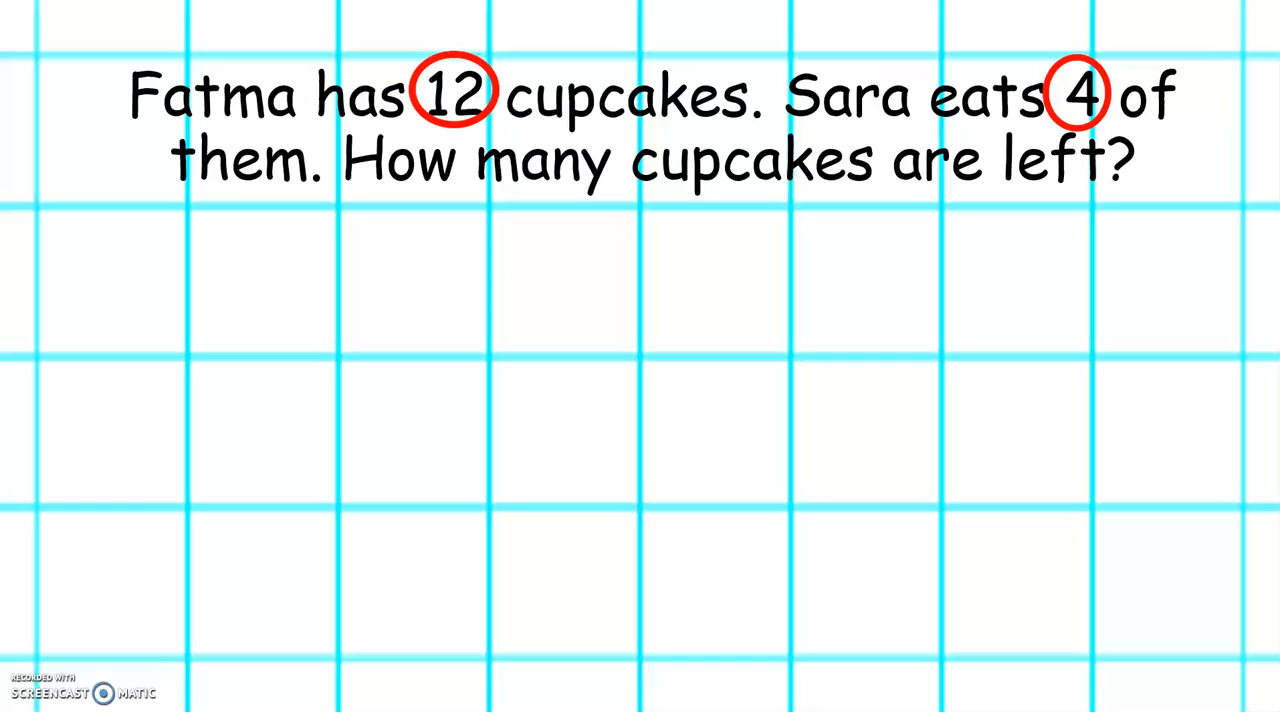 Fatma has 12 cupcakes. Sara eats 4 of
them. How many cupcakes are left?
RECORDED WITH
SCREENCAST MATIC